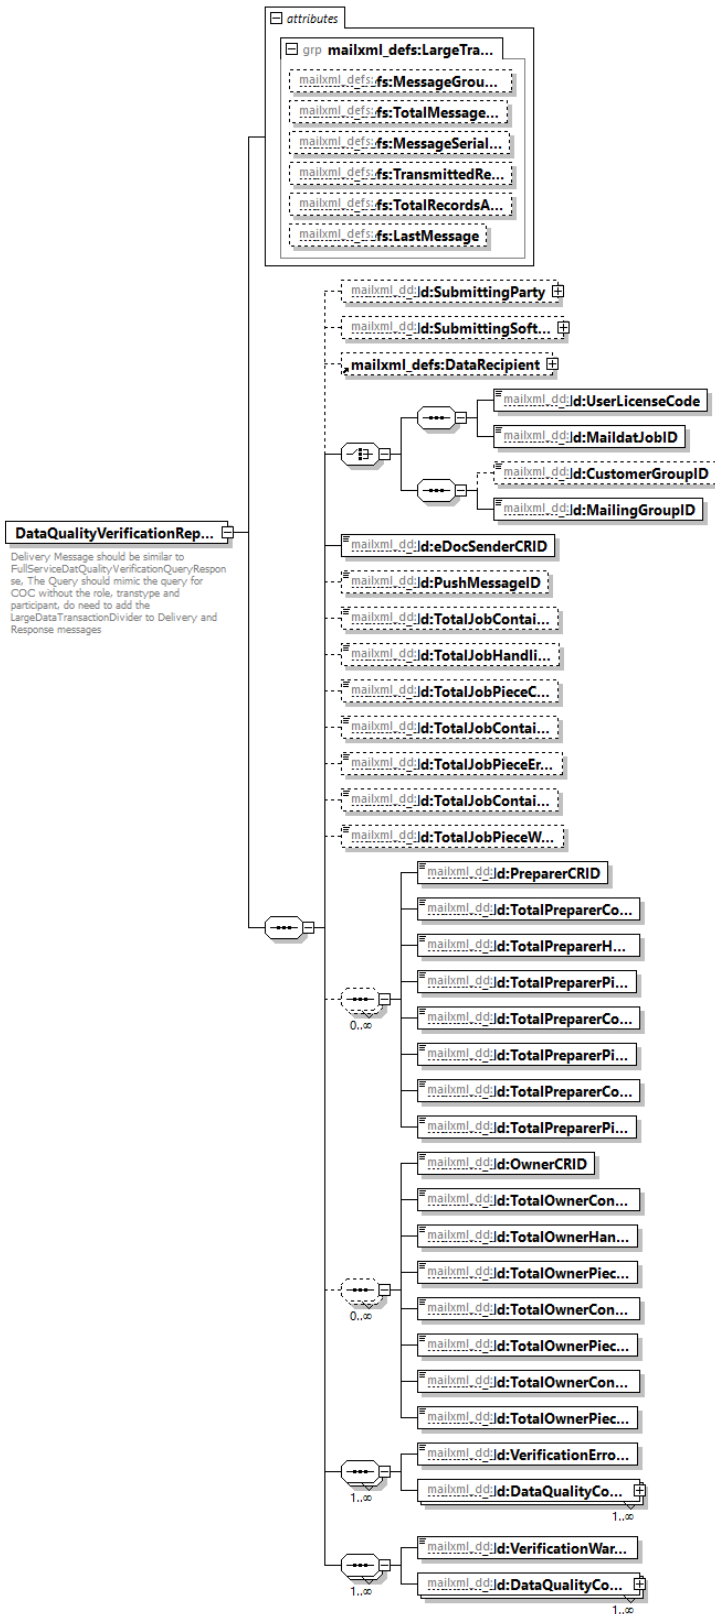 attributes
grp mailxml_defs:LargeTra...
mailxml_defs:fs:MessageGrou...
mailxml_defs:fs:TotalMessage...
mailxml_defs:fs:MessageSerial...
mailxml_defs:fs:TransmittedRe...
mailxml_defs:fs:TotalRecordsA...
mailxml_defs:fs:LastMessage
mailxml_dd:ld:SubmittingParty
mailxml_dd:ld:SubmittingSoft...
mailxml_defs:DataRecipient
mailxml_dd:ld:UserLicenseCode
mailxml_dd:ld:MaildatJobID
mailxml_dd:ld:CustomerGroupID
mailxml_dd:ld:MailingGroupID
DataQualityVerificationRep...
Delivery Message should be similar to
FullServiceDatQualityVerificationQueryRespon
se, The Query should mimic the query for
COC without the role, transtype and
participant, do need to add the
LargeDataTransactionDivider to Delivery and
Response messages
mailxml_dd:ld:eDocSenderCRID
mailxml_dd:ld:PushMessageID
mailxml_dd:ld:TotalJobContai...
mailxml_dd:ld:TotalJobHandli...
mailxml_dd:ld:TotalJobPieceC...
mailxml_dd:ld:TotalJobContai...
mailxml_dd:ld:TotalJobPieceEr...
mailxml_dd:ld:TotalJobContai...
mailxml_dd:ld:TotalJobPieceW...
mailxml_dd:ld:PreparerCRID
mailxml_dd:ld:TotalPreparerCo...
mailxml_dd:ld:TotalPreparerH...
mailxml_dd:ld:TotalPreparerPi...
mailxml_dd:ld:TotalPreparerCo...
mailxml_dd:ld:TotalPreparerPi...
mailxml_dd:ld:TotalPreparerCo...
mailxml_dd:ld:TotalPreparerPi...
0..∞
mailxml_dd:ld:OwnerCRID
mailxml_dd:ld:TotalOwnerCon...
mailxml_dd:ld:TotalOwnerHan...
mailxml_dd:ld:TotalOwnerPiec...
mailxml_dd:ld:TotalOwnerCon...
mailxml_dd:ld:TotalOwnerPiec...
mailxml_dd:ld:TotalOwnerCon...
mailxml_dd:ld:TotalOwnerPiec...
0..∞
mailxml_dd:ld:VerificationErro...
mailxml_dd:ld:DataQualityCo...
1..∞
1..∞
mailxml_dd:ld:VerificationWar...
mailxml_dd:ld:DataQualityCo...
1..∞
1..∞